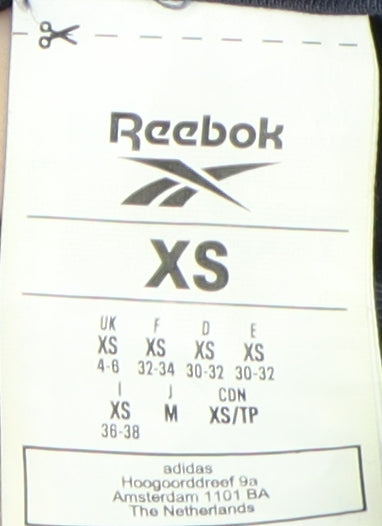 Reebok
XS
UK F D E
XS XS XS XS
4-6 32-34 30-32 30-32
I J CDN
XS M XS/TP
36-38
adidas
Hoogoorddreef 9a
Amsterdam 1101 BA
The Netherlands